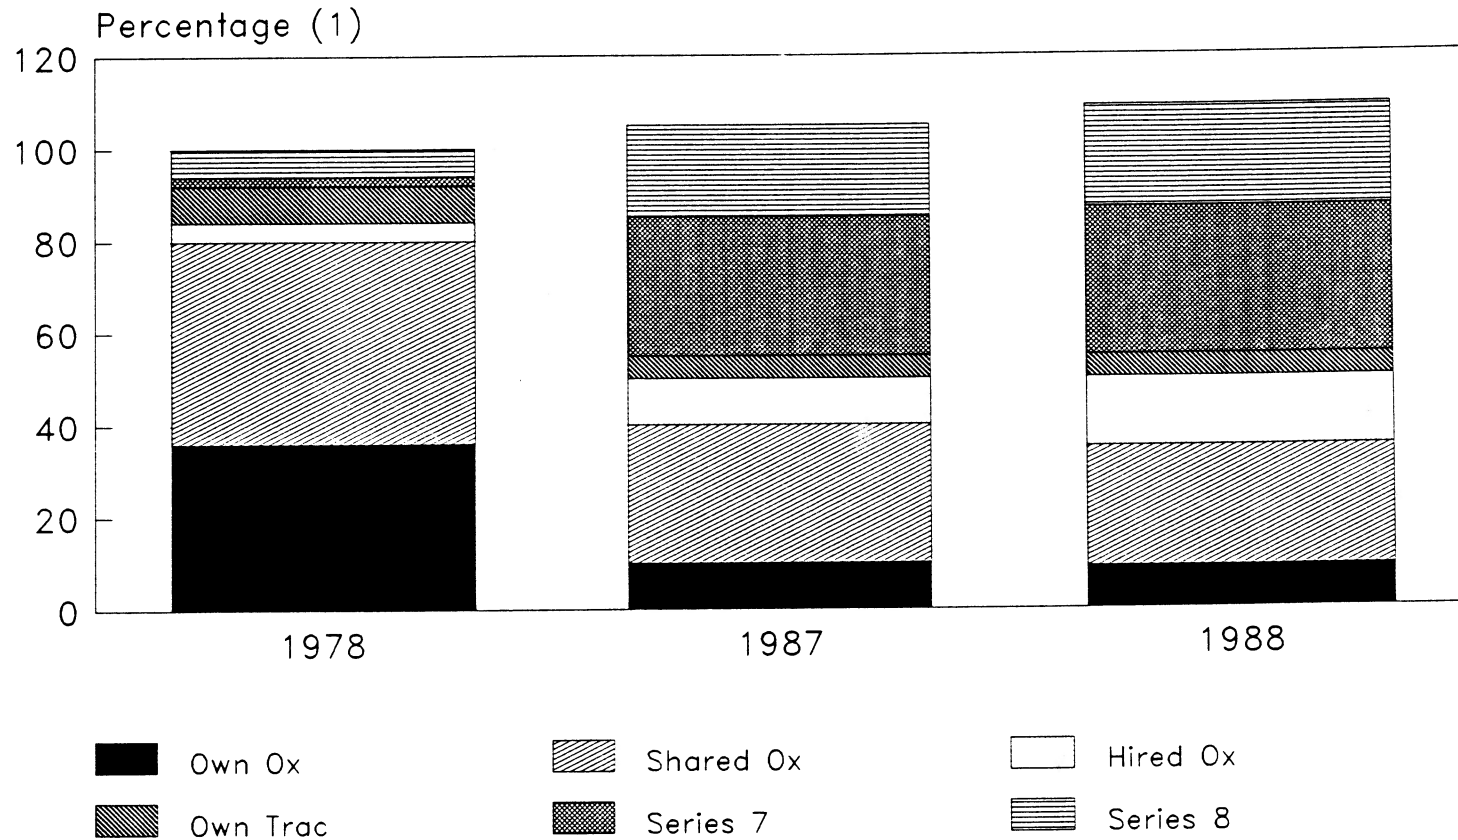 Percentage (1)
120
100
80
60
40
20
0
1978 1987 1988
Own Ox Shared Ox Hired Ox
Own Trac Series 7 Series 8